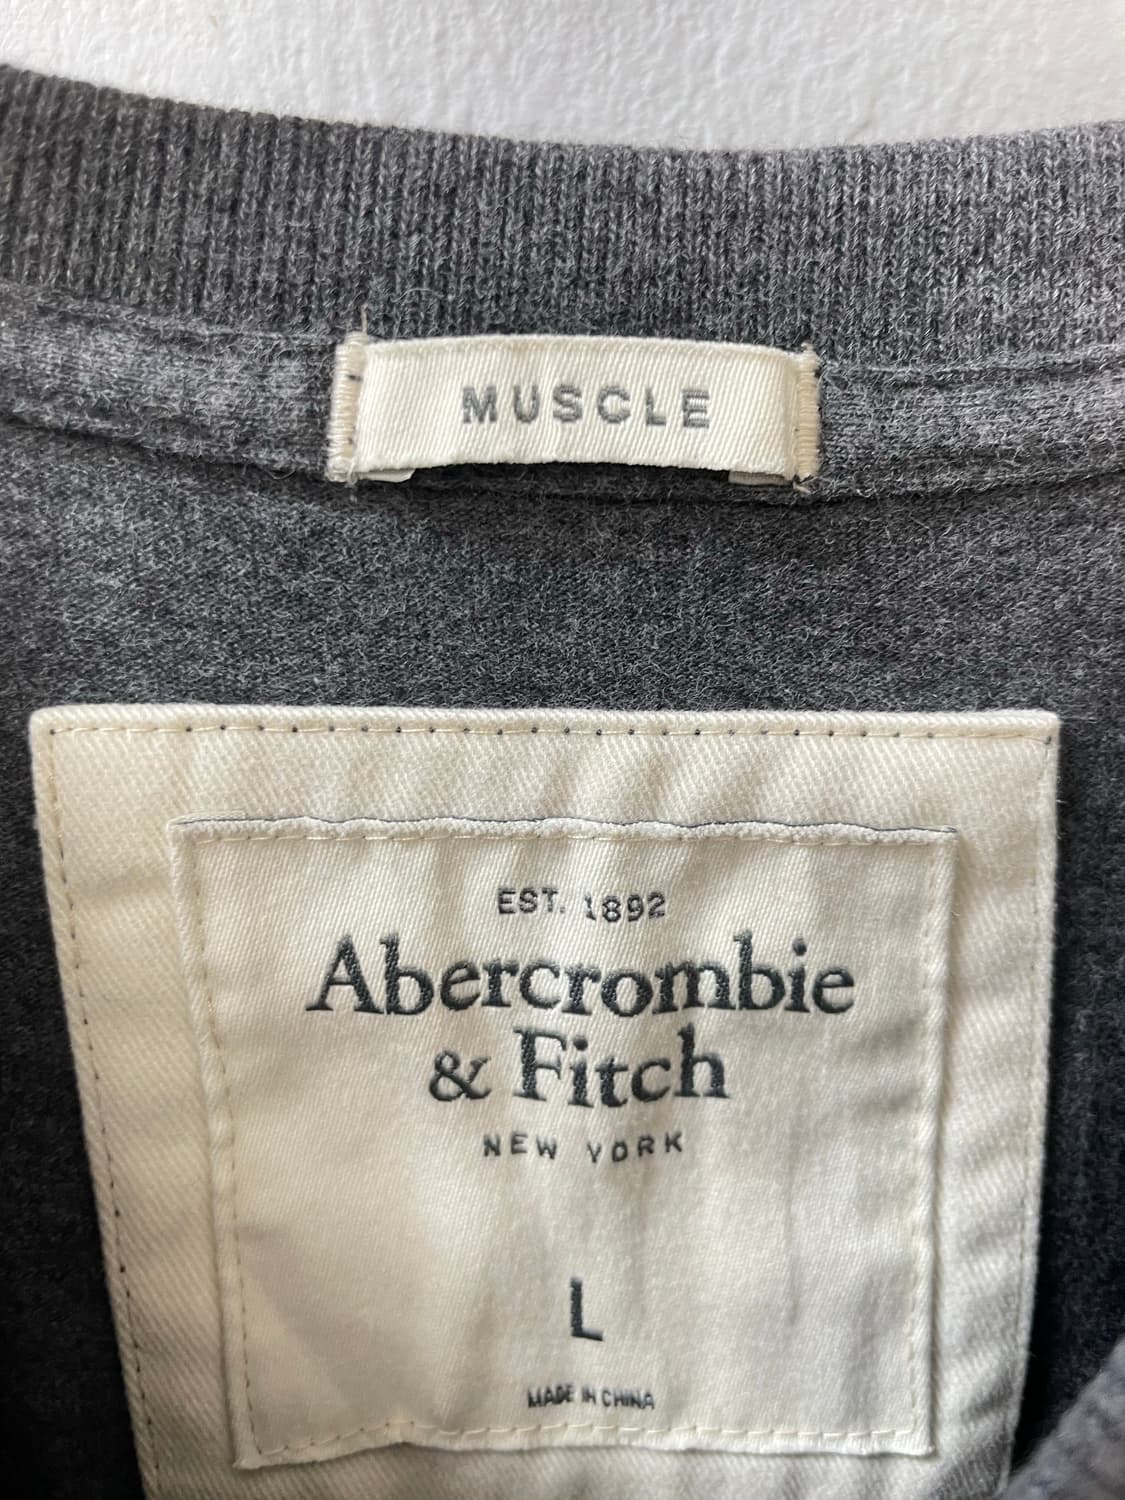 MUSCLE
EST. 1892
Abercrombie
& Fitch
NEW YORK
L
MADE IN CHINA